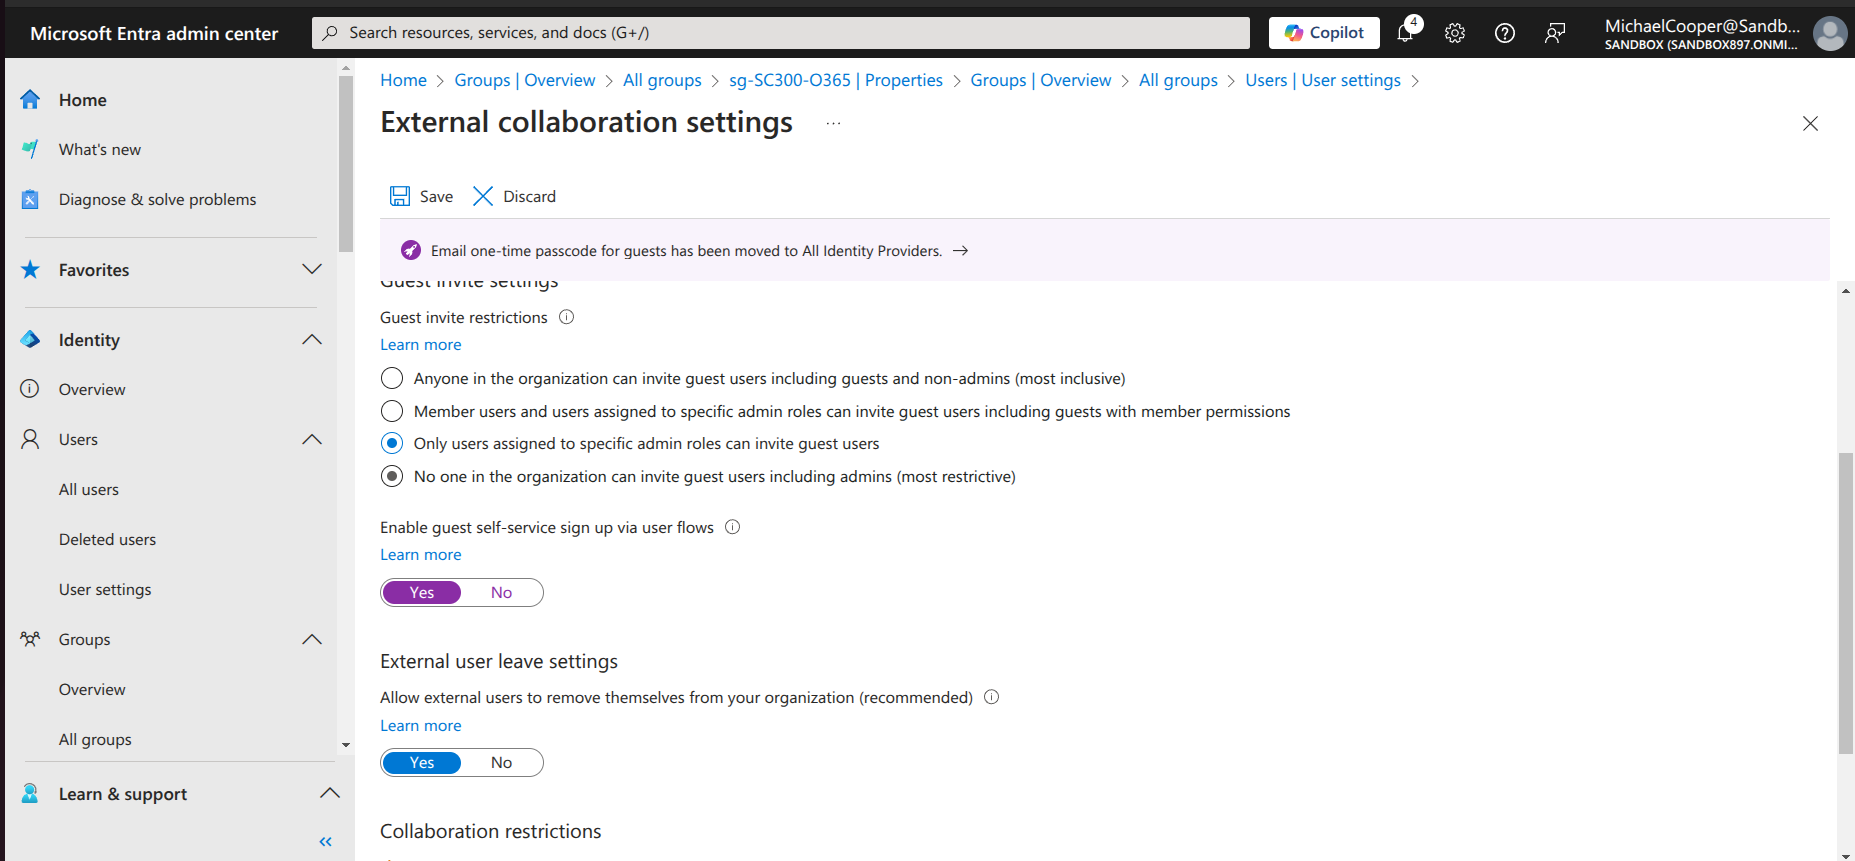 Microsoft Entra admin center
Search resources, services, and docs (G+/)
Copilot
4
MichaelCooper@Sandb...
SANDBOX (SANDBOX897.ONMI...
Home
What's new
Diagnose & solve problems
Favorites
Identity
Overview
Users
All users
Deleted users
User settings
Groups
Overview
All groups
Learn & support
Home > Groups | Overview > All groups > sg-SC300-O365 | Properties > Groups | Overview > All groups > Users | User settings >
External collaboration settings ...
Save Discard
Email one-time passcode for guests has been moved to All Identity Providers. →
Guest invite settings
Guest invite restrictions
Learn more
Anyone in the organization can invite guest users including guests and non-admins (most inclusive)
Member users and users assigned to specific admin roles can invite guest users including guests with member permissions
Only users assigned to specific admin roles can invite guest users
No one in the organization can invite guest users including admins (most restrictive)
Enable guest self-service sign up via user flows
Learn more
Yes No
External user leave settings
Allow external users to remove themselves from your organization (recommended)
Learn more
Yes No
Collaboration restrictions